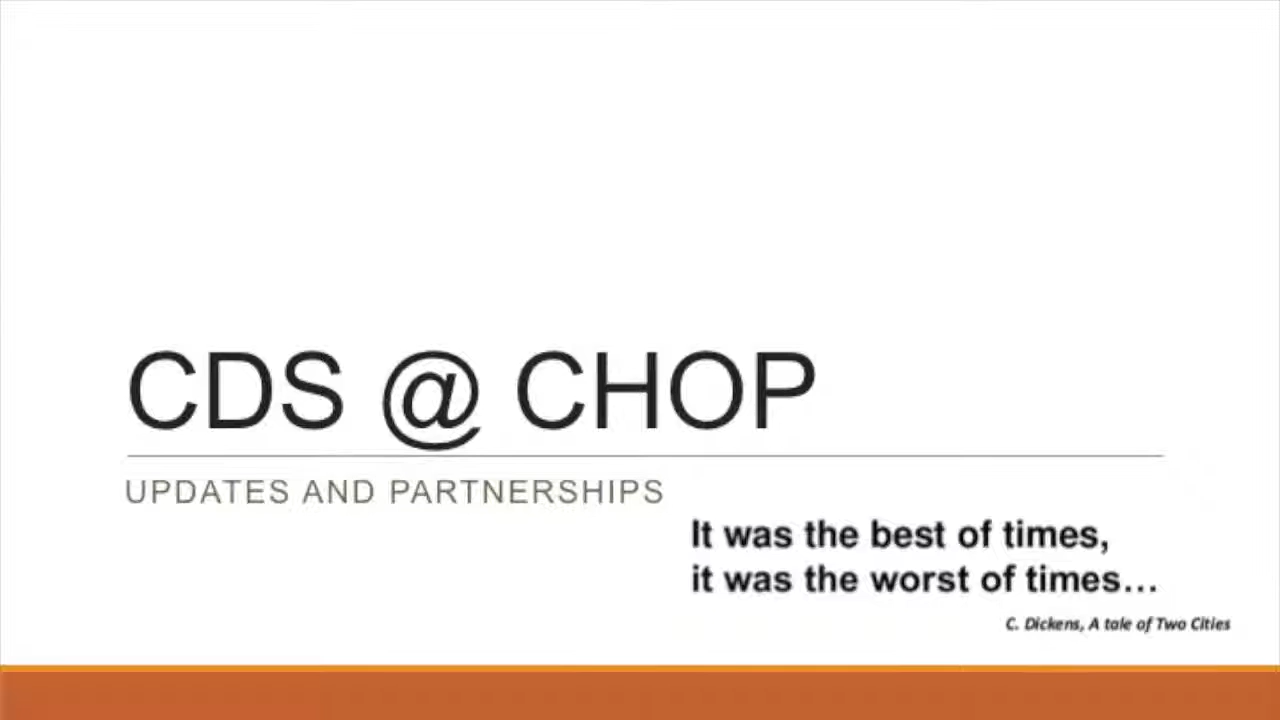 CDS @ CHOP
UPDATES AND PARTNERSHIPS
It was the best of times,
it was the worst of times…
C. Dickens, A tale of Two Cities